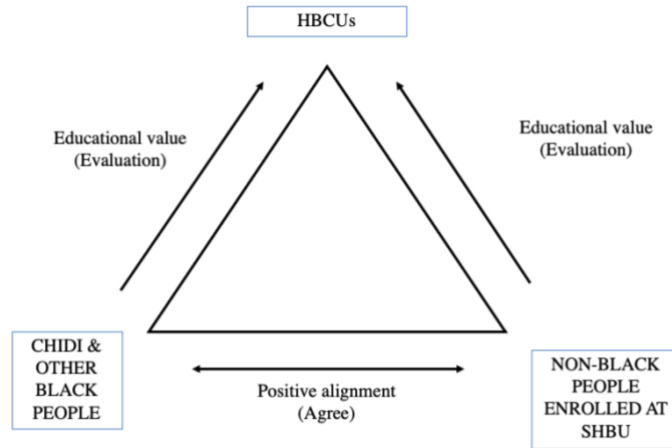 HBCUs
Educational value
(Evaluation)
Educational value
(Evaluation)
CHIDI &
OTHER
BLACK
PEOPLE
Positive alignment
(Agree)
NON-BLACK
PEOPLE
ENROLLED AT
SHBU